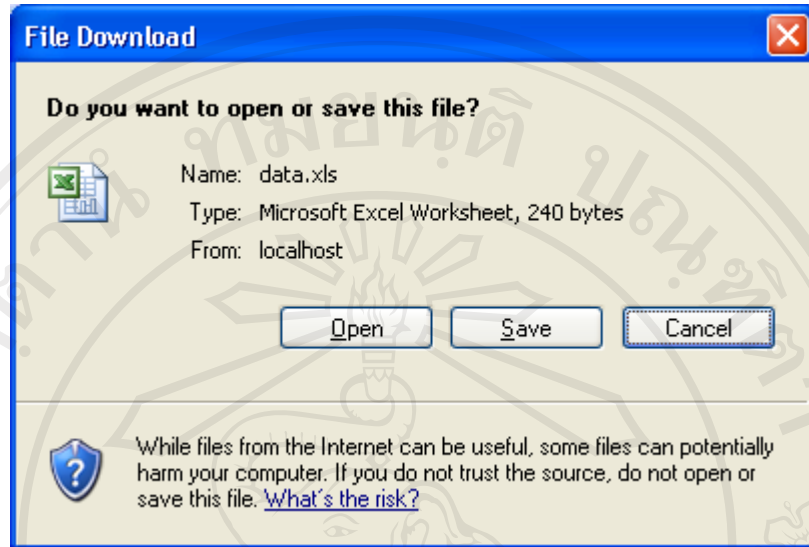 File Download
Do you want to open or save this file?
Name: data.xls
Type: Microsoft Excel Worksheet, 240 bytes
From: localhost
Open Save Cancel
While files from the Internet can be useful, some files can potentially
harm your computer. If you do not trust the source, do not open or
save this file. What's the risk?